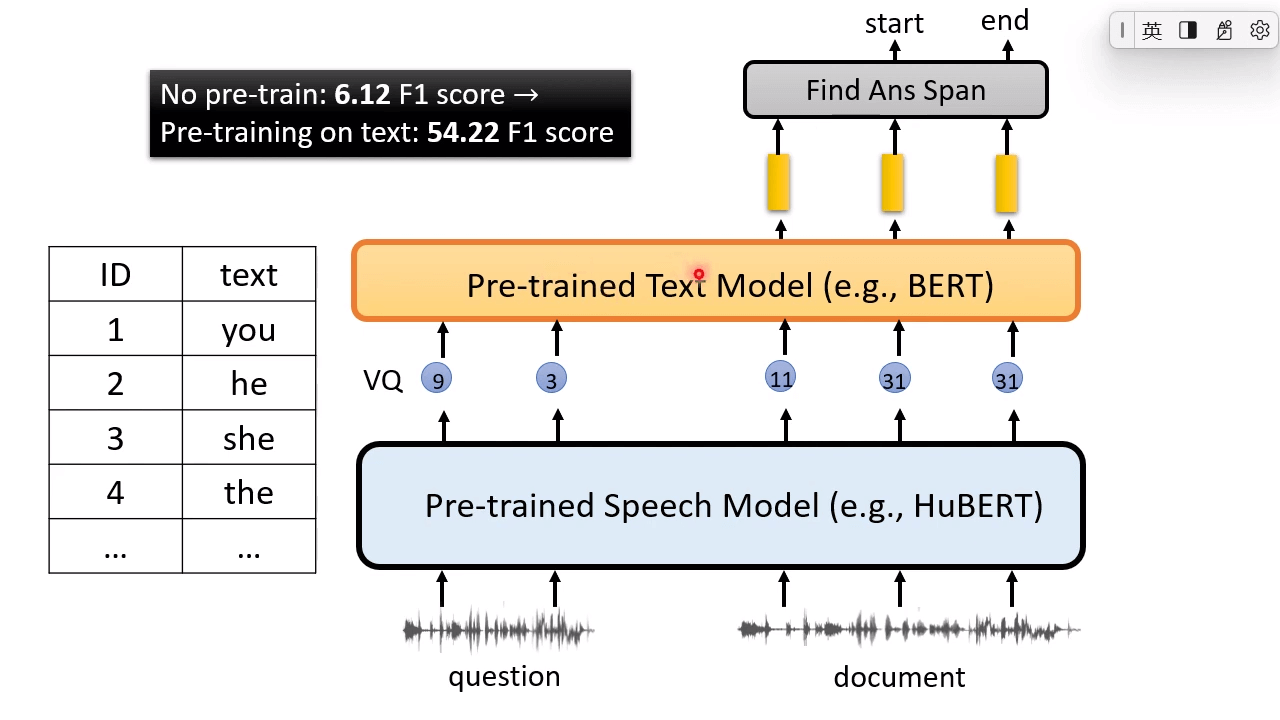 start
end
英
Find Ans Span
No pre-train: 6.12 F1 score →
Pre-training on text: 54.22 F1 score
ID text
1 you
2 he
3 she
4 the
... ...
Pre-trained Text Model (e.g., BERT)
VQ 9 3 11 31 31
Pre-trained Speech Model (e.g., HuBERT)
question
document